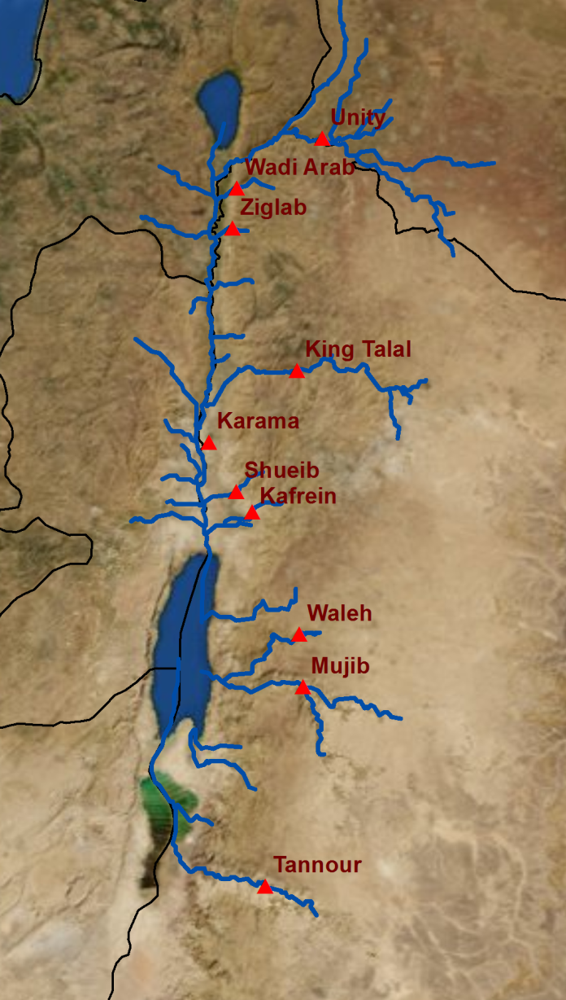 Unity
Wadi Arab
Ziglab
King Talal
Karama
Shueib
Kafrein
Waleh
Mujib
Tannour